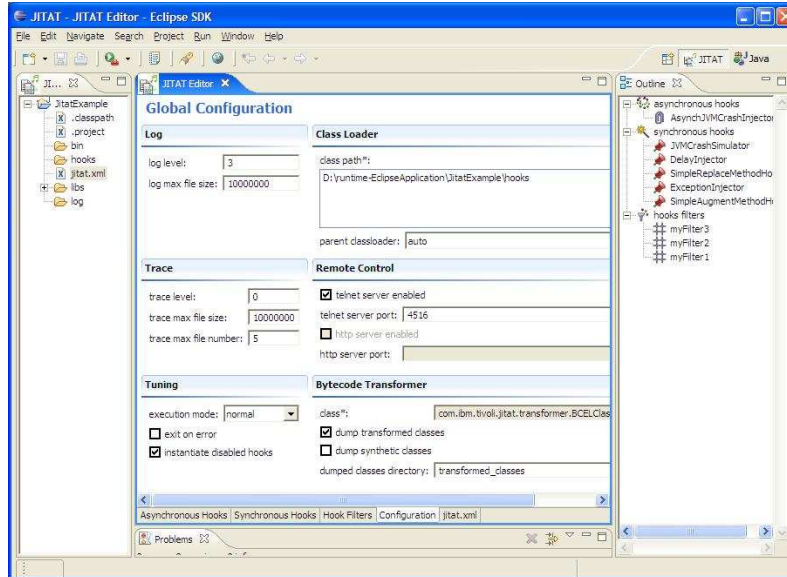 JITAT - JITAT Editor - Eclipse SDK
File Edit Navigate Search Project Run Window Help
JITAT Java
JI...
JitatExample
.classpath
.project
bin
hooks
jitat.xml
libs
log
JITAT Editor
Global Configuration
Log
log level: 3
log max file size: 10000000
Class Loader
class path*:
D:\runtime-EclipseApplication\JitatExample\hooks
parent classloader: auto
Trace
trace level: 0
trace max file size: 10000000
trace max file number: 5
Remote Control
telnet server enabled
telnet server port: 4516
http server enabled
http server port:
Tuning
execution mode: normal
exit on error
instantiate disabled hooks
Bytecode Transformer
class*: com.ibm.tivoli.jitat.transformer.BCELClas
dump transformed classes
dump synthetic classes
dumped classes directory: transformed_classes
Asynchronous Hooks Synchronous Hooks Hook Filters Configuration jitat.xml
Problems
Outline
asynchronous hooks
AsynchJVMCrashInjector
synchronous hooks
JVMCrashSimulator
DelayInjector
SimpleReplaceMethodHo
ExceptionInjector
SimpleAugmentMethodH
hooks filters
myFilter3
myFilter2
myFilter1